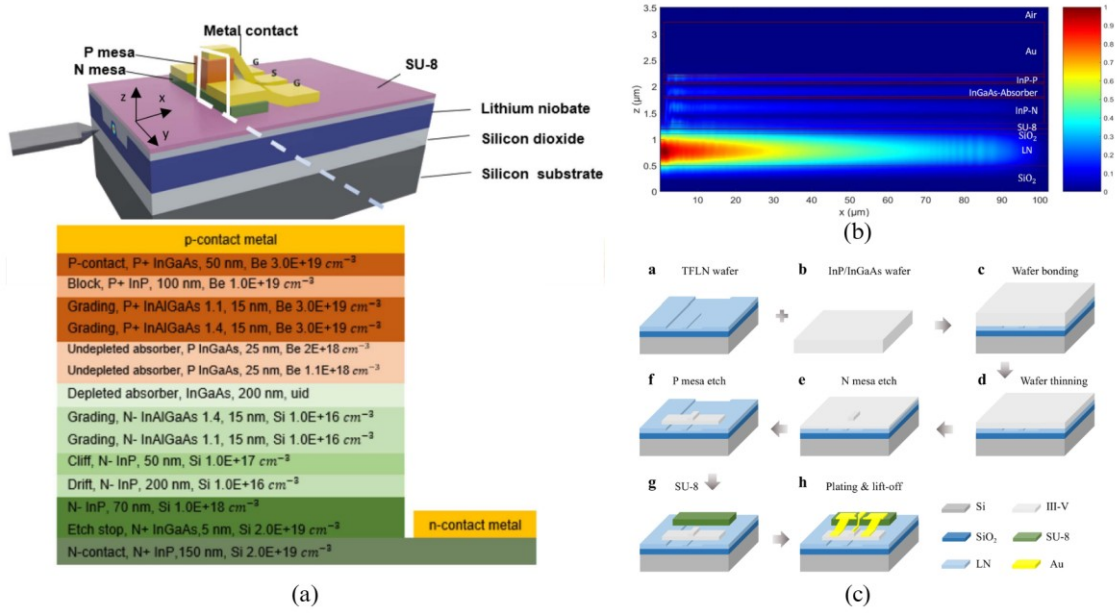 Metal contact
P mesa
N mesa
G
S
G
SU-8
z
x
y
Lithium niobate
Silicon dioxide
Silicon substrate
p-contact metal
P-contact, P+ InGaAs, 50 nm, Be 3.0E+19 cm⁻³
Block, P+ InP, 100 nm, Be 1.0E+19 cm⁻³
Grading, P+ InAlGaAs 1.1, 15 nm, Be 3.0E+19 cm⁻³
Grading, P+ InAlGaAs 1.4, 15 nm, Be 3.0E+19 cm⁻³
Undepleted absorber, P InGaAs, 25 nm, Be 2E+18 cm⁻³
Undepleted absorber, P InGaAs, 25 nm, Be 1.1E+18 cm⁻³
Depleted absorber, InGaAs, 200 nm, uid
Grading, N- InAlGaAs 1.4, 15 nm, Si 1.0E+16 cm⁻³
Grading, N- InAlGaAs 1.1, 15 nm, Si 1.0E+16 cm⁻³
Cliff, N- InP, 50 nm, Si 1.0E+17 cm⁻³
Drift, N- InP, 200 nm, Si 1.0E+16 cm⁻³
N- InP, 70 nm, Si 1.0E+18 cm⁻³
Etch stop, N+ InGaAs,5 nm, Si 2.0E+19 cm⁻³
N-contact, N+ InP,150 nm, Si 2.0E+19 cm⁻³
n-contact metal
(a)
3.5
3
2.5
2
1.5
1
0.5
0
z (μm)
Air
Au
InP-P
InGaAs-Absorber
InP-N
SU-8
SiO₂
LN
SiO₂
10 20 30 40 50 60 70 80 90 100
x (μm)
1
0.9
0.8
0.7
0.6
0.5
0.4
0.3
0.2
0.1
0
(b)
a TFLN wafer
b InP/InGaAs wafer
c Wafer bonding
f P mesa etch
e N mesa etch
d Wafer thinning
g SU-8
h Plating & lift-off
Si
III-V
SiO₂
SU-8
LN
Au
(c)